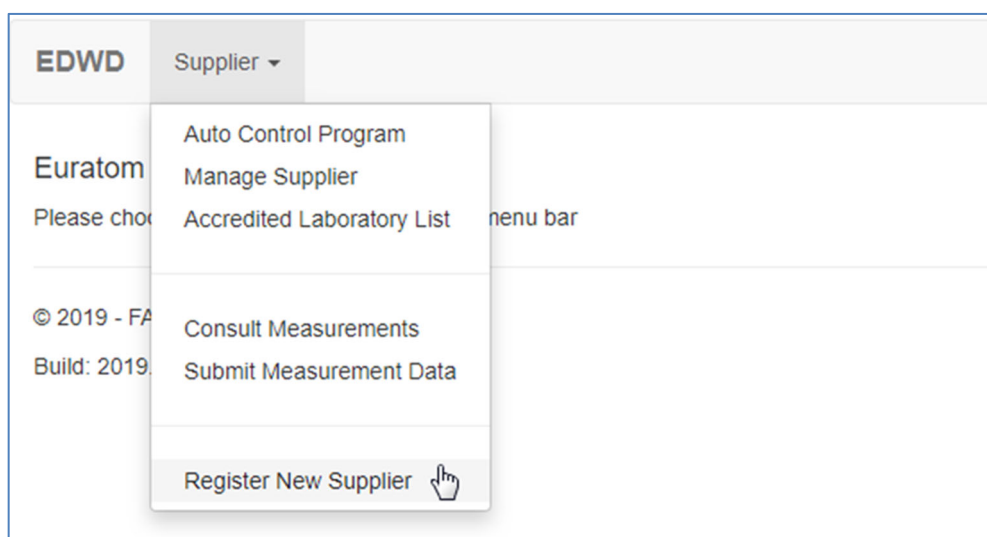 EDWD Supplier
Auto Control Program
Euratom
Manage Supplier
Please choo
Accredited Laboratory List
menu bar
© 2019 - FA
Consult Measurements
Build: 2019.
Submit Measurement Data
Register New Supplier